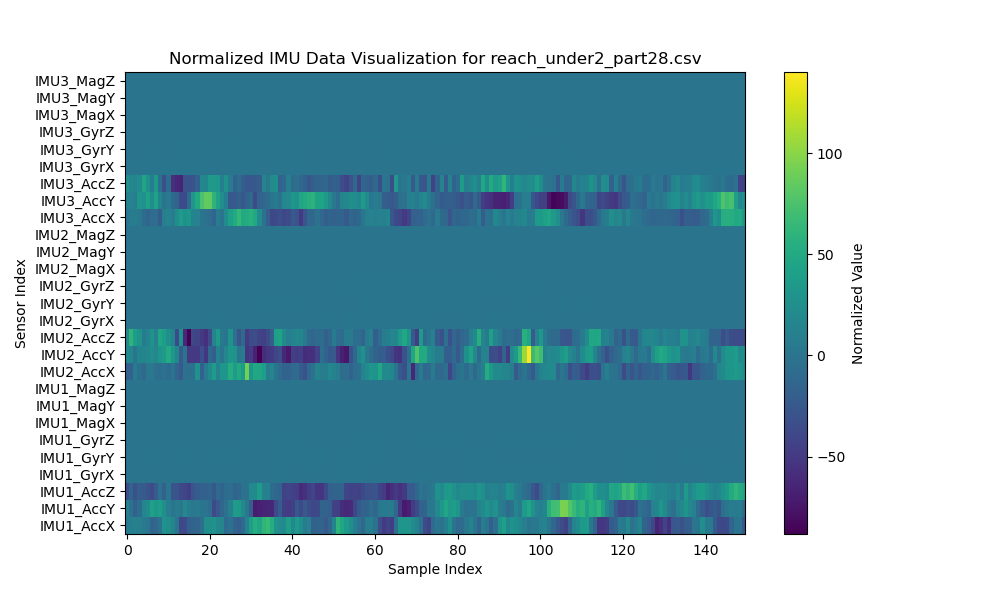 Normalized IMU Data Visualization for reach_under2_part28.csv
IMU3_MagZ
IMU3_MagY
IMU3_MagX
IMU3_GyrZ
IMU3_GyrY
IMU3_GyrX
IMU3_AccZ
IMU3_AccY
IMU3_AccX
IMU2_MagZ
IMU2_MagY
IMU2_MagX
IMU2_GyrZ
IMU2_GyrY
IMU2_GyrX
IMU2_AccZ
IMU2_AccY
IMU2_AccX
IMU1_MagZ
IMU1_MagY
IMU1_MagX
IMU1_GyrZ
IMU1_GyrY
IMU1_GyrX
IMU1_AccZ
IMU1_AccY
IMU1_AccX
Sensor Index
0 20 40 60 80 100 120 140
Sample Index
100
50
0
−50
Normalized Value